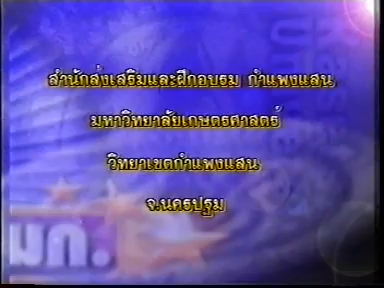 สำนักส่งเสริมและฝึกอบรม กำแพงแสน
มหาวิทยาลัยเกษตรศาสตร์
วิทยาเขตกำแพงแสน
จ.นครปฐม
มก.